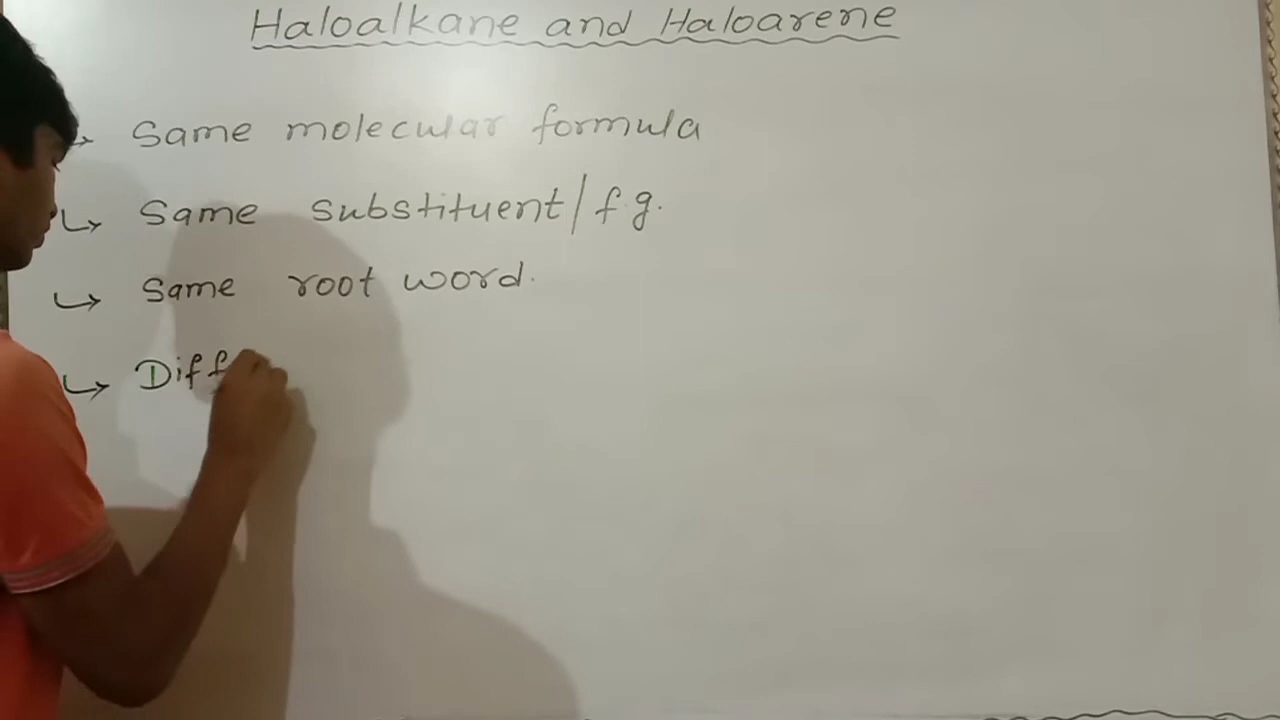 Haloalkane and Haloarene
Same molecular formula
Same substituent/f.g.
Same root word.
Diff